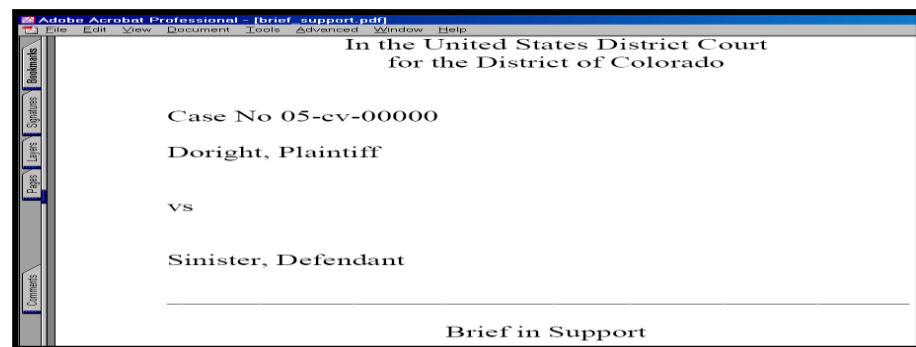 Adobe Acrobat Professional - [brief_support.pdf]
File Edit View Document Tools Advanced Window Help
Bookmarks
Signatures
Layers
Pages
Comments
In the United States District Court
for the District of Colorado
Case No 05-cv-00000
Doright, Plaintiff
vs
Sinister, Defendant
Brief in Support